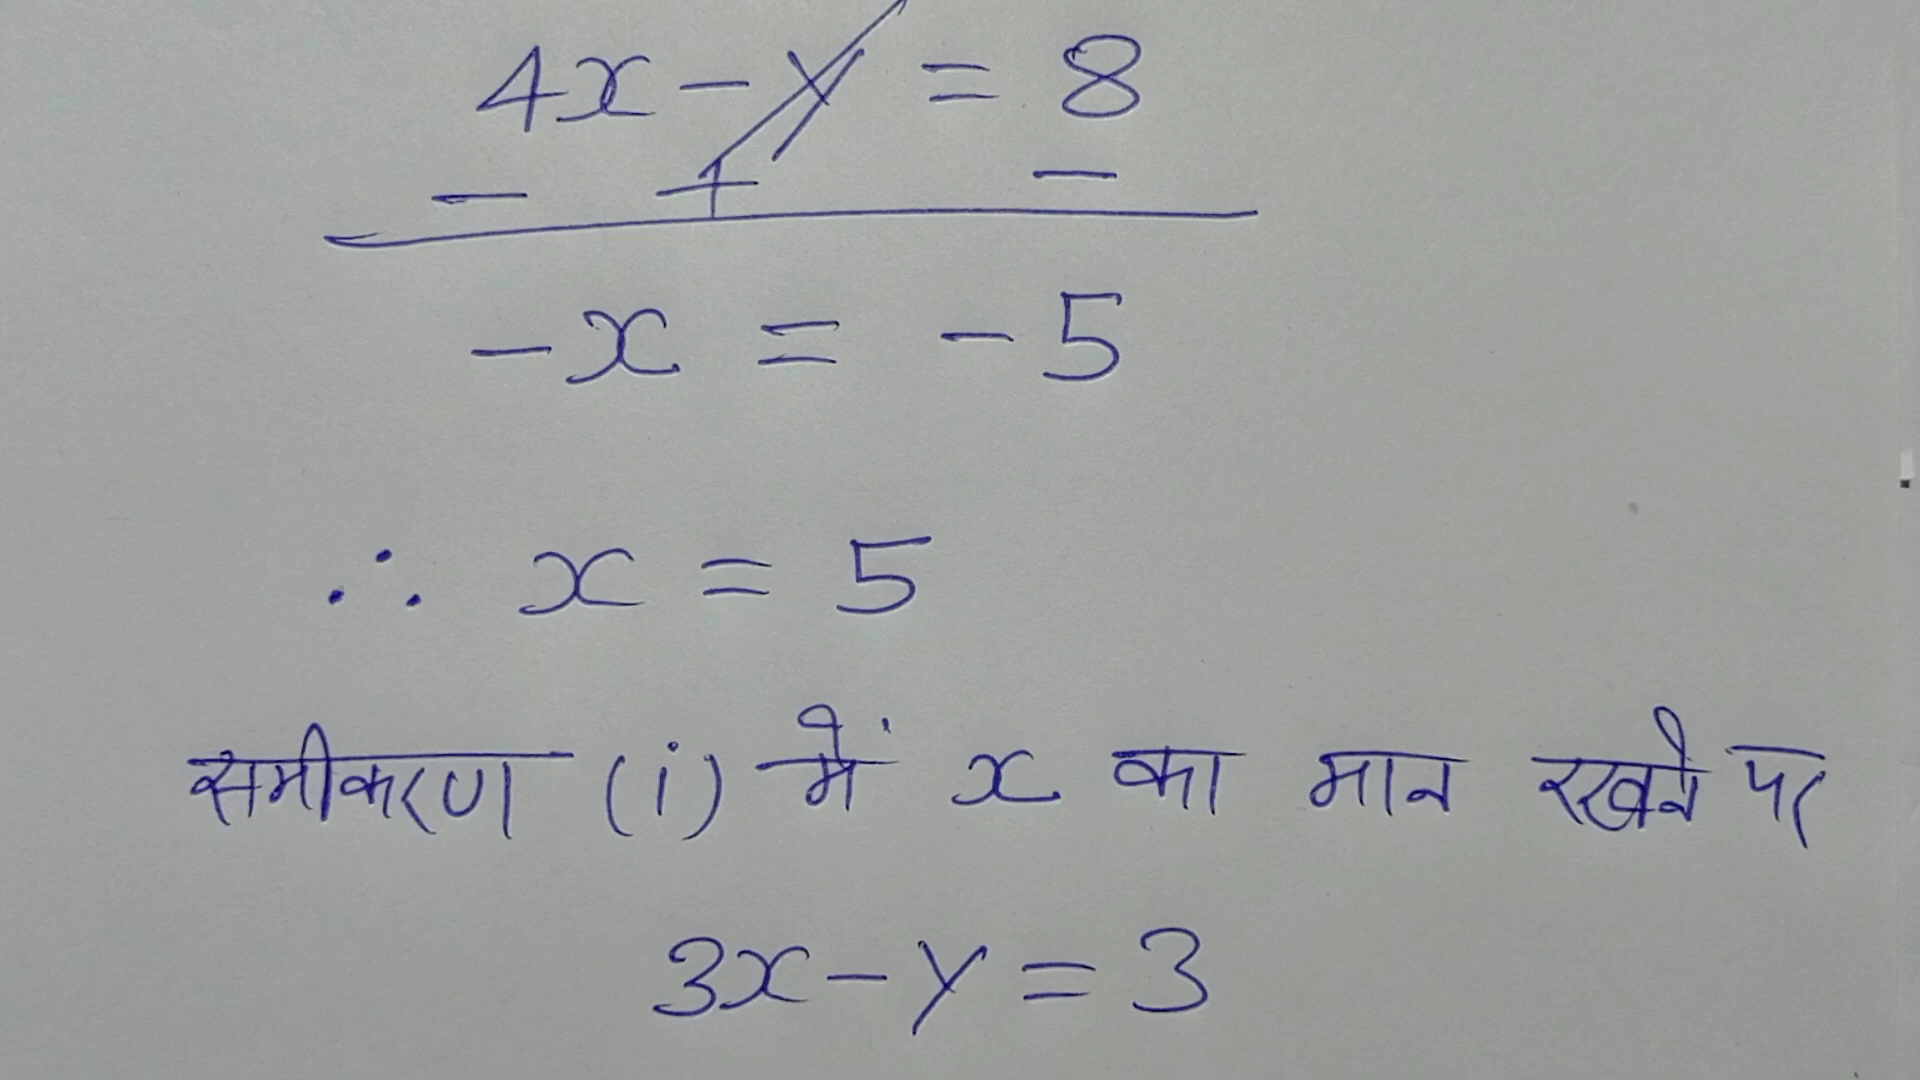 4x - y = 8
- + -
-x = -5
∴ x = 5
समीकरण (i) में x का मान रखने पर
3x - y = 3